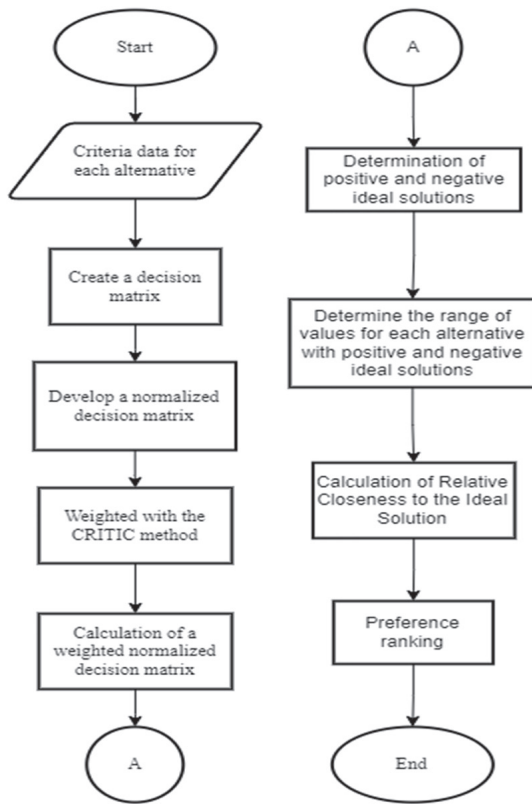 Start
Criteria data for
each alternative
Create a decision
matrix
Develop a normalized
decision matrix
Weighted with the
CRITIC method
Calculation of a
weighted normalized
decision matrix
A
A
Determination of
positive and negative
ideal solutions
Determine the range of
values for each alternative
with positive and negative
ideal solutions
Calculation of Relative
Closeness to the Ideal
Solution
Preference
ranking
End